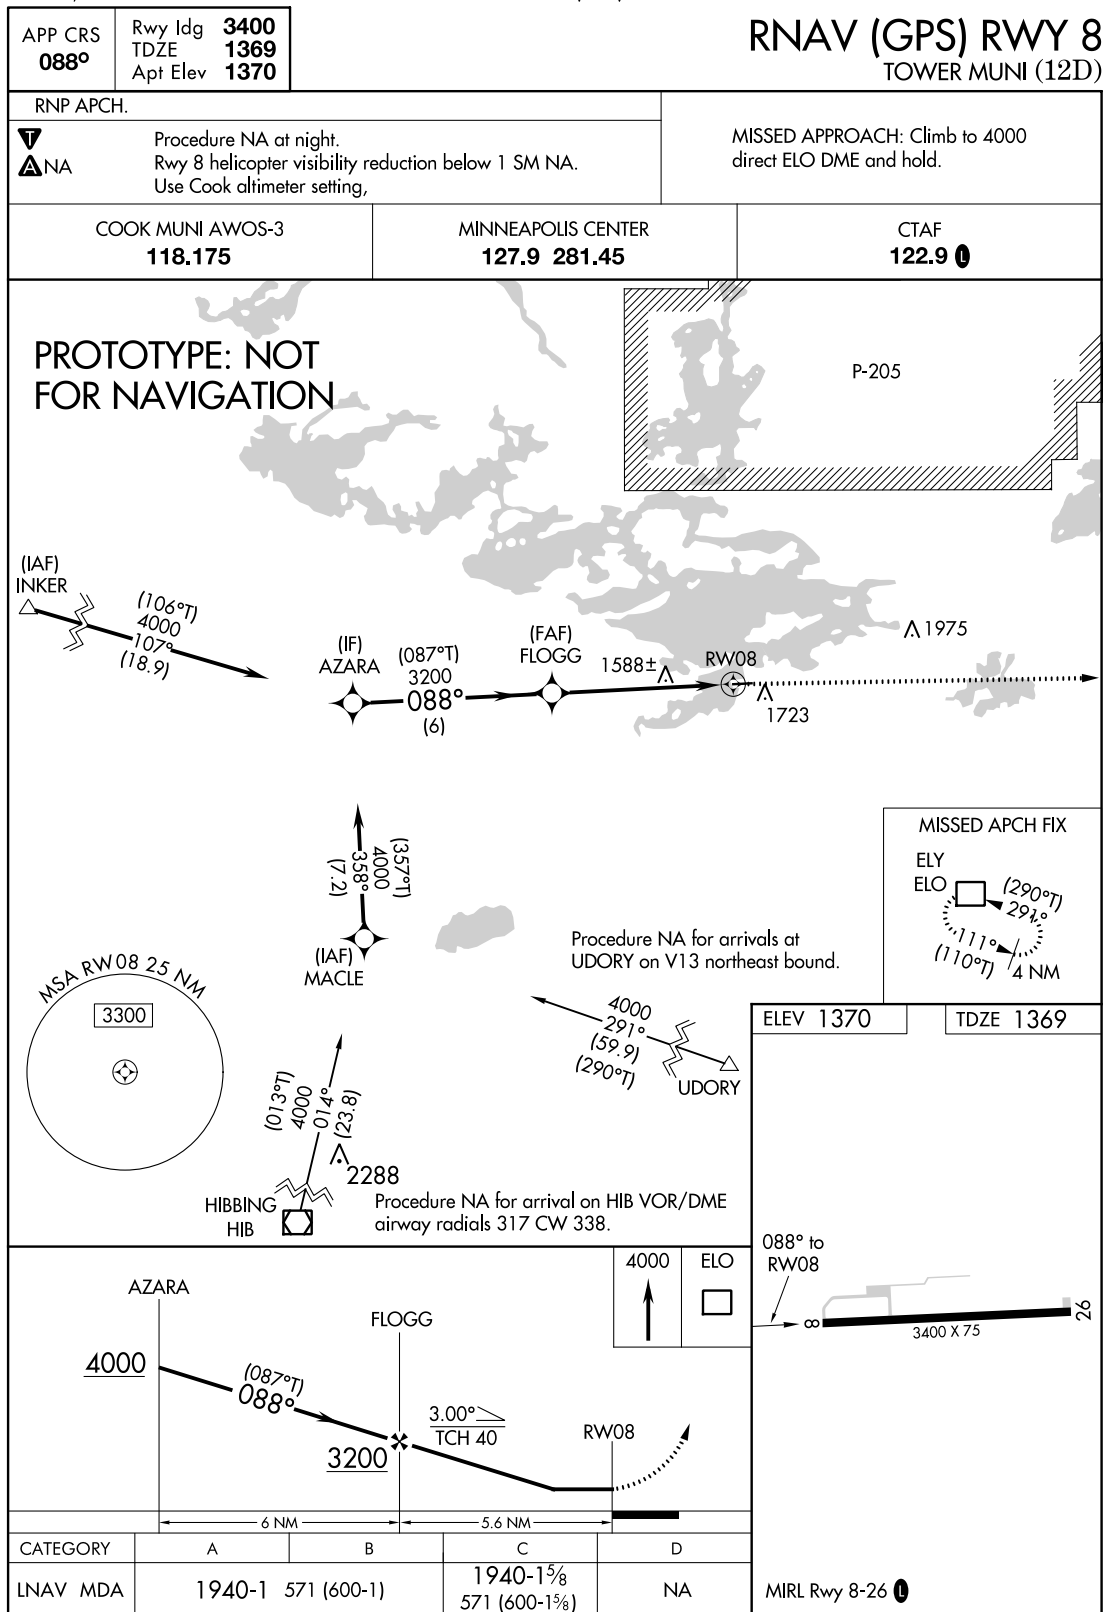 APP CRS
088°
Rwy ldg 3400
TDZE 1369
Apt Elev 1370
RNAV (GPS) RWY 8
TOWER MUNI (12D)
RNP APCH.
T
A NA
Procedure NA at night.
Rwy 8 helicopter visibility reduction below 1 SM NA.
Use Cook altimeter setting,
MISSED APPROACH: Climb to 4000
direct ELO DME and hold.
COOK MUNI AWOS-3
118.175
MINNEAPOLIS CENTER
127.9 281.45
CTAF
122.9 L
PROTOTYPE: NOT
FOR NAVIGATION
P-205
(IAF)
INKER
(106°T)
4000
107°
(18.9)
(IF)
AZARA
(087°T)
3200
088°
(6)
(FAF)
FLOGG
1588±
RW08
1975
1723
(357°T)
4000
358°
(7.2)
(IAF)
MACLE
MISSED APCH FIX
ELY
ELO
(290°T)
291°
111°
(110°T)
4 NM
Procedure NA for arrivals at
UDORY on V13 northeast bound.
MSA RW08 25 NM
3300
4000
291°
(59.9)
(290°T)
UDORY
(013°T)
4000
014°
(23.8)
2288
HIBBING
HIB
Procedure NA for arrival on HIB VOR/DME
airway radials 317 CW 338.
ELEV 1370
TDZE 1369
088° to
RW08
8
26
3400 X 75
MIRL Rwy 8-26 L
4000
ELO
AZARA
FLOGG
4000
(087°T)
088°
3200
3.00°
TCH 40
RW08
6 NM
5.6 NM
CATEGORY A B C D
LNAV MDA 1940-1 571 (600-1) 1940-1⅝
571 (600-1⅝) NA